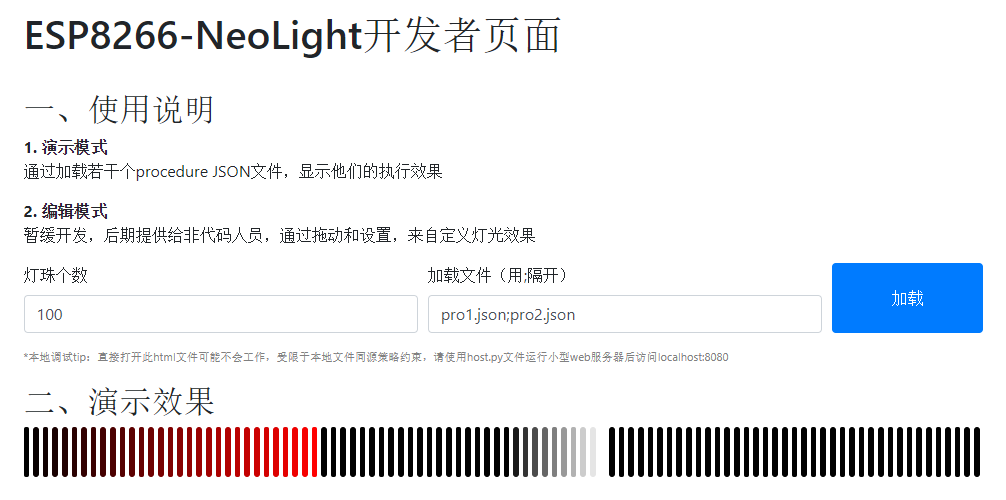 ESP8266-NeoLight开发者页面
一、使用说明
1. 演示模式
通过加载若干个procedure JSON文件，显示他们的执行效果
2. 编辑模式
暂缓开发，后期提供给非代码人员，通过拖动和设置，来自定义灯光效果
灯珠个数
加载文件（用;隔开）
100
pro1.json;pro2.json
加载
*本地调试tip：直接打开此html文件可能不会工作，受限于本地文件同源策略约束，请使用host.py文件运行小型web服务器后访问localhost:8080
二、演示效果